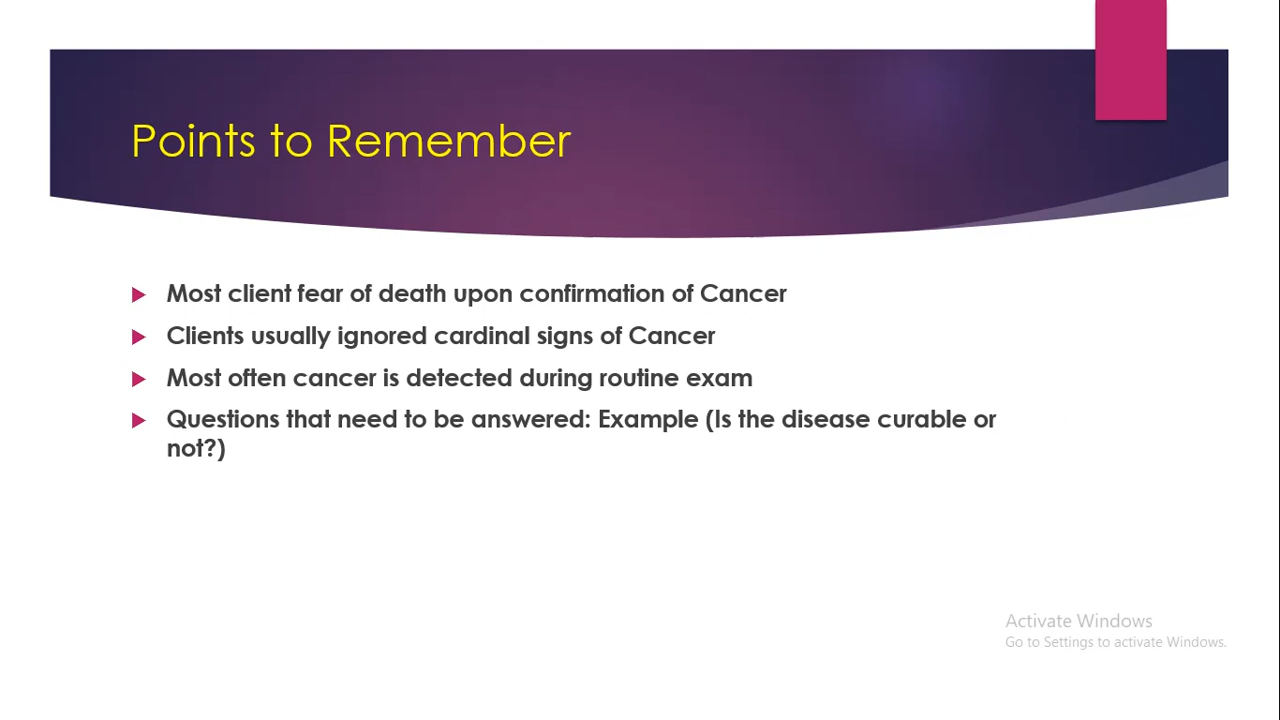 Points to Remember
Most client fear of death upon confirmation of Cancer
Clients usually ignored cardinal signs of Cancer
Most often cancer is detected during routine exam
Questions that need to be answered: Example (Is the disease curable or
not?)
Activate Windows
Go to Settings to activate Windows.